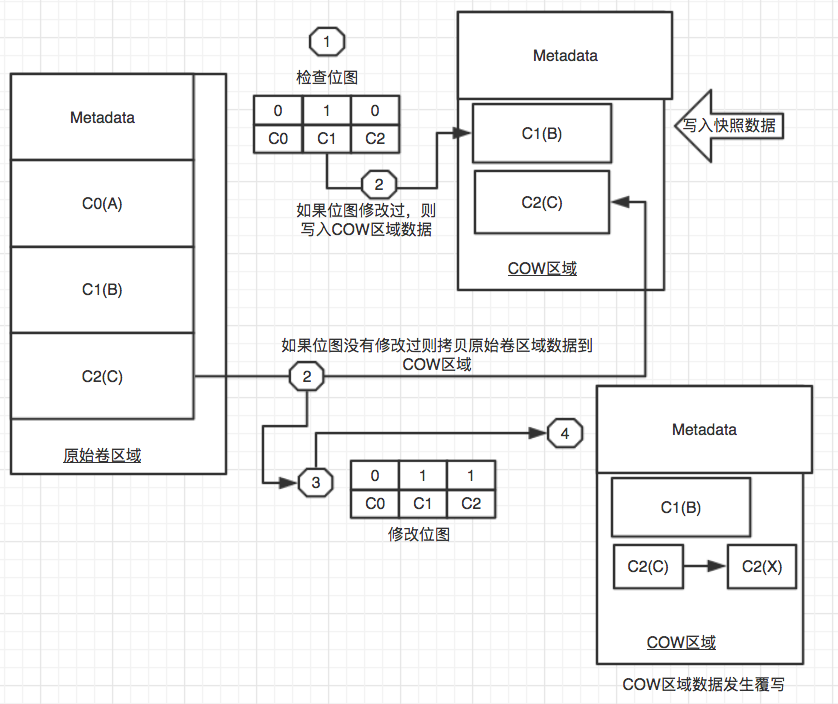 1
检查位图
0 1 0
C0 C1 C2
2
如果位图修改过，则
写入COW区域数据
Metadata
C1(B)
C2(C)
COW区域
写入快照数据
Metadata
C0(A)
C1(B)
C2(C)
原始卷区域
如果位图没有修改过则拷贝原始卷区域数据到
COW区域
2
3
0 1 1
C0 C1 C2
修改位图
4
Metadata
C1(B)
C2(C) C2(X)
COW区域
COW区域数据发生覆写